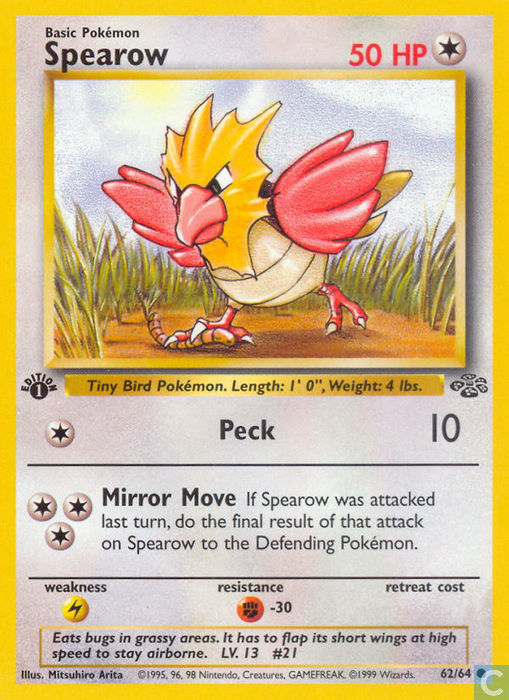 Basic Pokémon
Spearow 50 HP
EDITION 1
Tiny Bird Pokémon. Length: 1' 0", Weight: 4 lbs.
Peck 10
Mirror Move If Spearow was attacked
last turn, do the final result of that attack
on Spearow to the Defending Pokémon.
weakness resistance retreat cost
-30
Eats bugs in grassy areas. It has to flap its short wings at high
speed to stay airborne. LV. 13 #21
Illus. Mitsuhiro Arita ©1995, 96, 98 Nintendo, Creatures, GAMEFREAK. ©1999 Wizards. 62/64
C